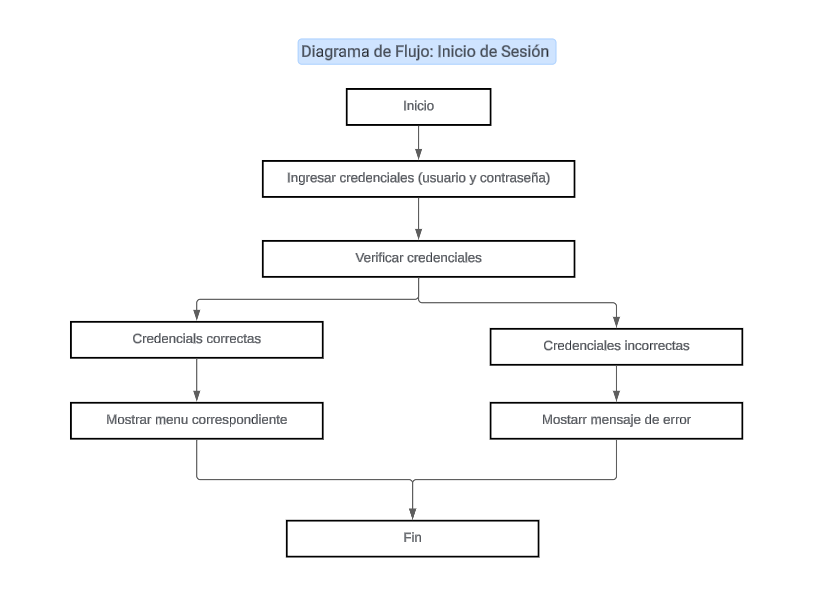 Diagrama de Flujo: Inicio de Sesión
Inicio
Ingresar credenciales (usuario y contraseña)
Verificar credenciales
Credencials correctas
Credenciales incorrectas
Mostrar menu correspondiente
Mostarr mensaje de error
Fin